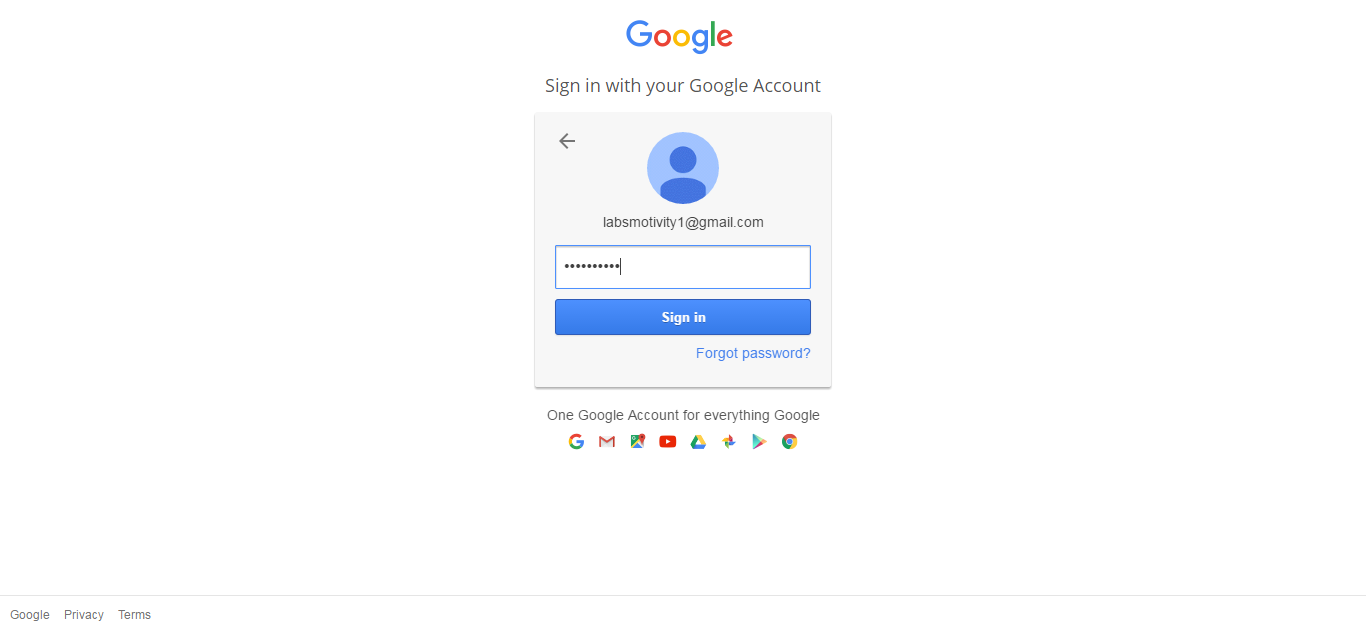 Google
Sign in with your Google Account
labsmotivity1@gmail.com
••••••••••
Sign in
Forgot password?
One Google Account for everything Google
Google Privacy Terms